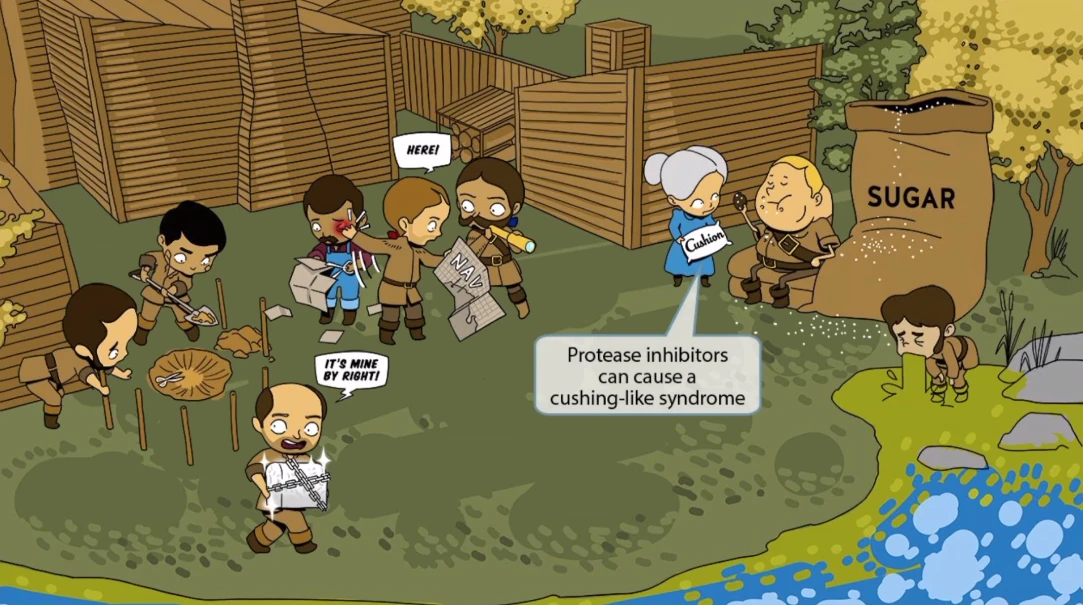 HERE!
SUGAR
Cushion
NAV
Protease inhibitors
can cause a
cushing-like syndrome
IT'S MINE
BY RIGHT!